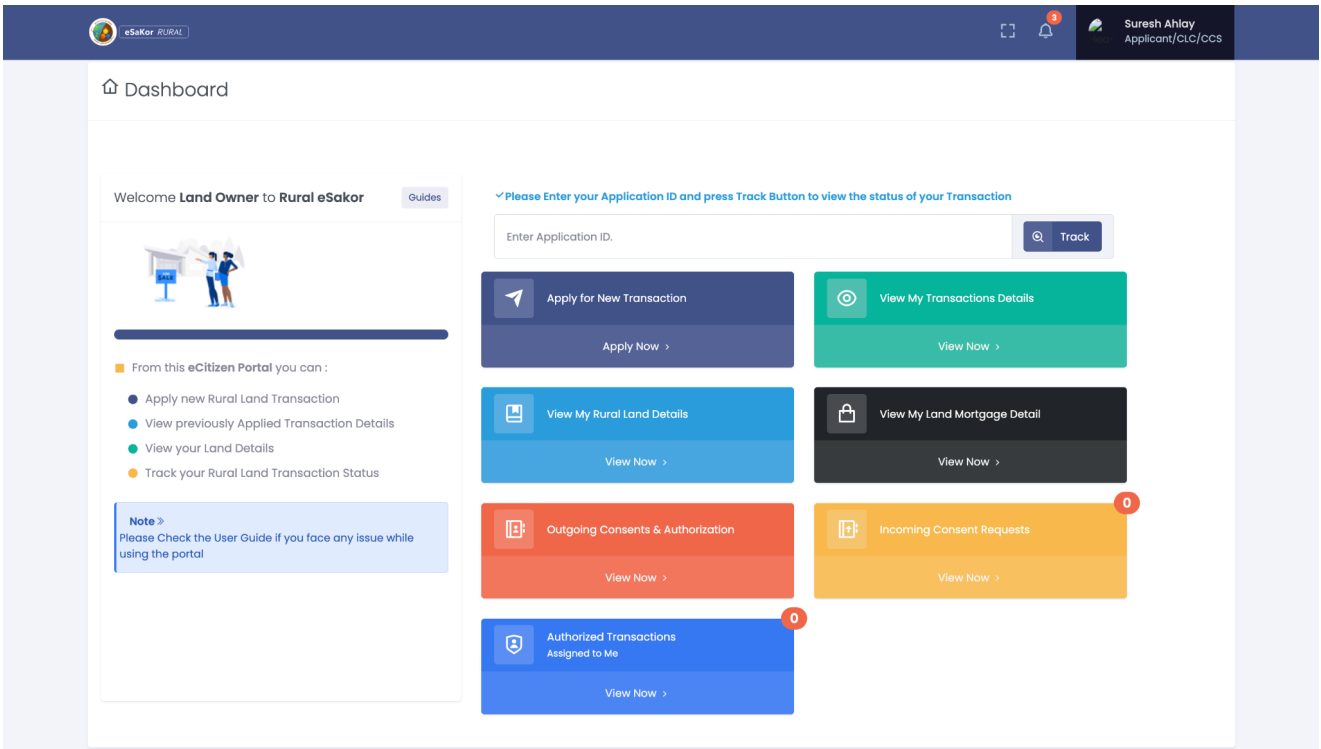 eSaKor RURAL
3
Suresh Ahlay
Applicant/CLC/CCS
Dashboard
Welcome Land Owner to Rural eSakor
Guides
SALE
From this eCitizen Portal you can :
Apply new Rural Land Transaction
View previously Applied Transaction Details
View your Land Details
Track your Rural Land Transaction Status
Note »
Please Check the User Guide if you face any issue while
using the portal
Please Enter your Application ID and press Track Button to view the status of your Transaction
Enter Application ID.
Track
Apply for New Transaction
Apply Now >
View My Transactions Details
View Now >
View My Rural Land Details
View Now >
View My Land Mortgage Detail
View Now >
Outgoing Consents & Authorization
View Now >
0
Incoming Consent Requests
View Now >
0
Authorized Transactions
Assigned to Me
View Now >